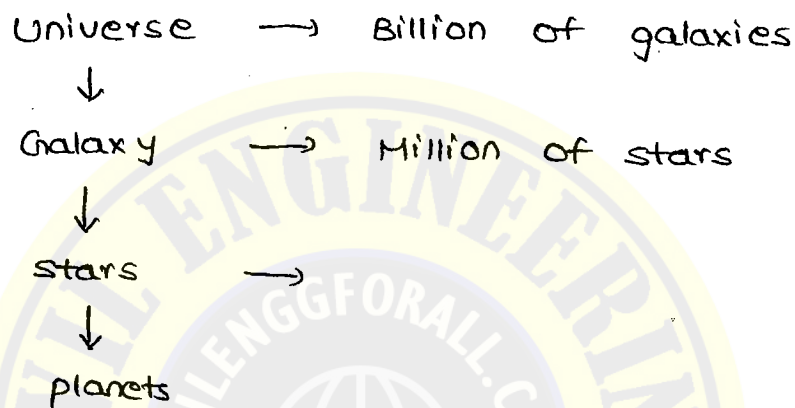 Universe → Billion of galaxies
↓
Galaxy → Million of stars
↓
stars →
↓
planets